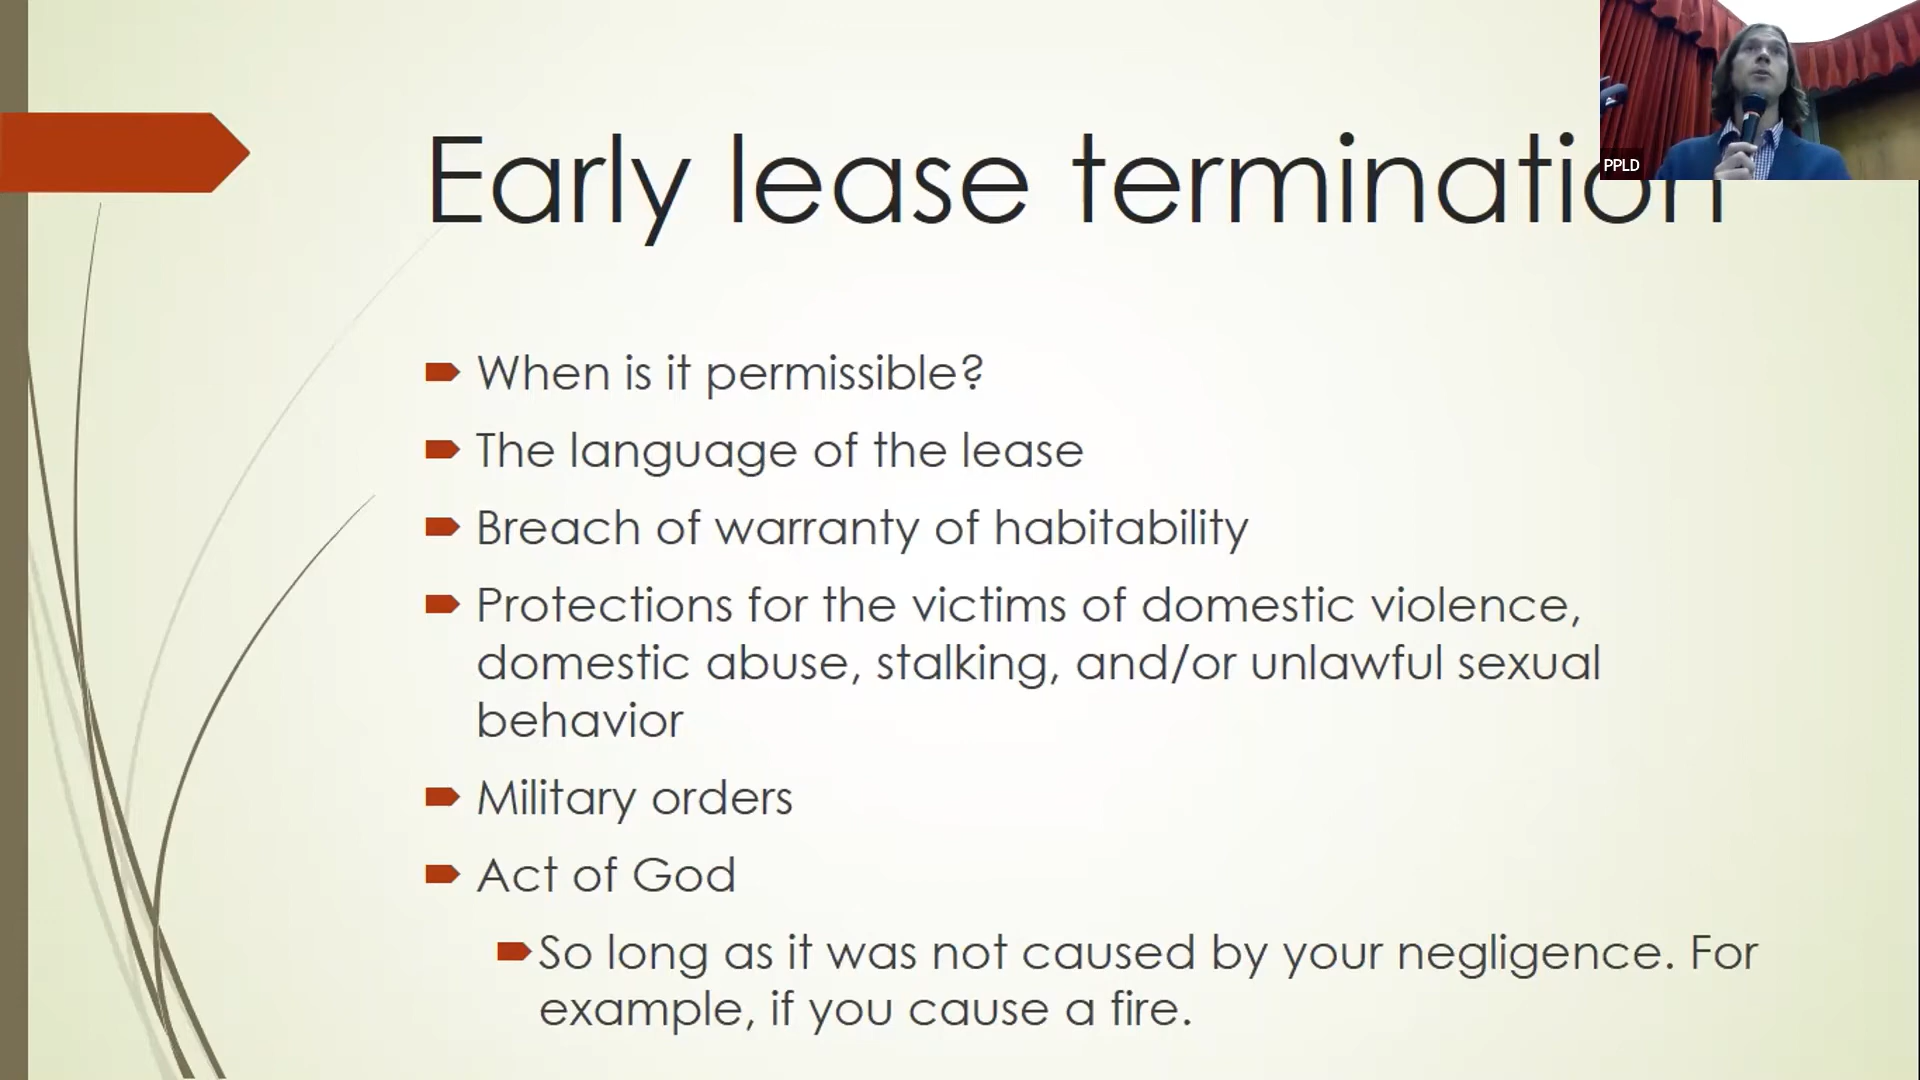 Early lease termination
PPLD
When is it permissible?
The language of the lease
Breach of warranty of habitability
Protections for the victims of domestic violence,
domestic abuse, stalking, and/or unlawful sexual
behavior
Military orders
Act of God
So long as it was not caused by your negligence. For
example, if you cause a fire.